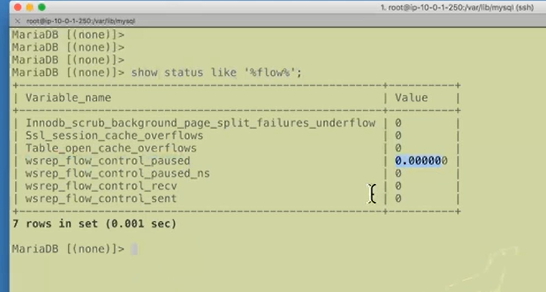 1. root@ip-10-0-1-250:/var/lib/mysql (ssh)
root@ip-10-0-1-250:/var/lib/mysql
MariaDB [(none)]>
MariaDB [(none)]>
MariaDB [(none)]>
MariaDB [(none)]> show status like '%flow%';
+--------------------------------------------------+----------+
| Variable_name | Value |
+--------------------------------------------------+----------+
| Innodb_scrub_background_page_split_failures_underflow | 0 |
| Ssl_session_cache_overflows | 0 |
| Table_open_cache_overflows | 0 |
| wsrep_flow_control_paused | 0.000000 |
| wsrep_flow_control_paused_ns | 0 |
| wsrep_flow_control_recv | 0 |
| wsrep_flow_control_sent | 0 |
+--------------------------------------------------+----------+
7 rows in set (0.001 sec)
MariaDB [(none)]>